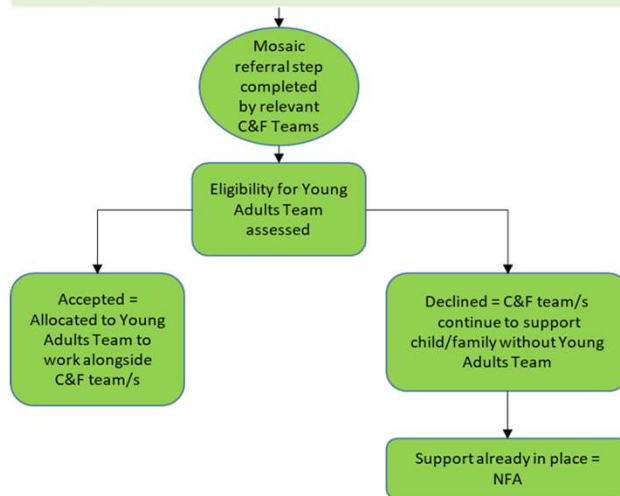 Mosaic
referral step
completed
by relevant
C&F Teams
Eligibility for Young
Adults Team
assessed
Accepted =
Allocated to Young
Adults Team to
work alongside
C&F team/s
Declined = C&F team/s
continue to support
child/family without Young
Adults Team
Support already in place =
NFA